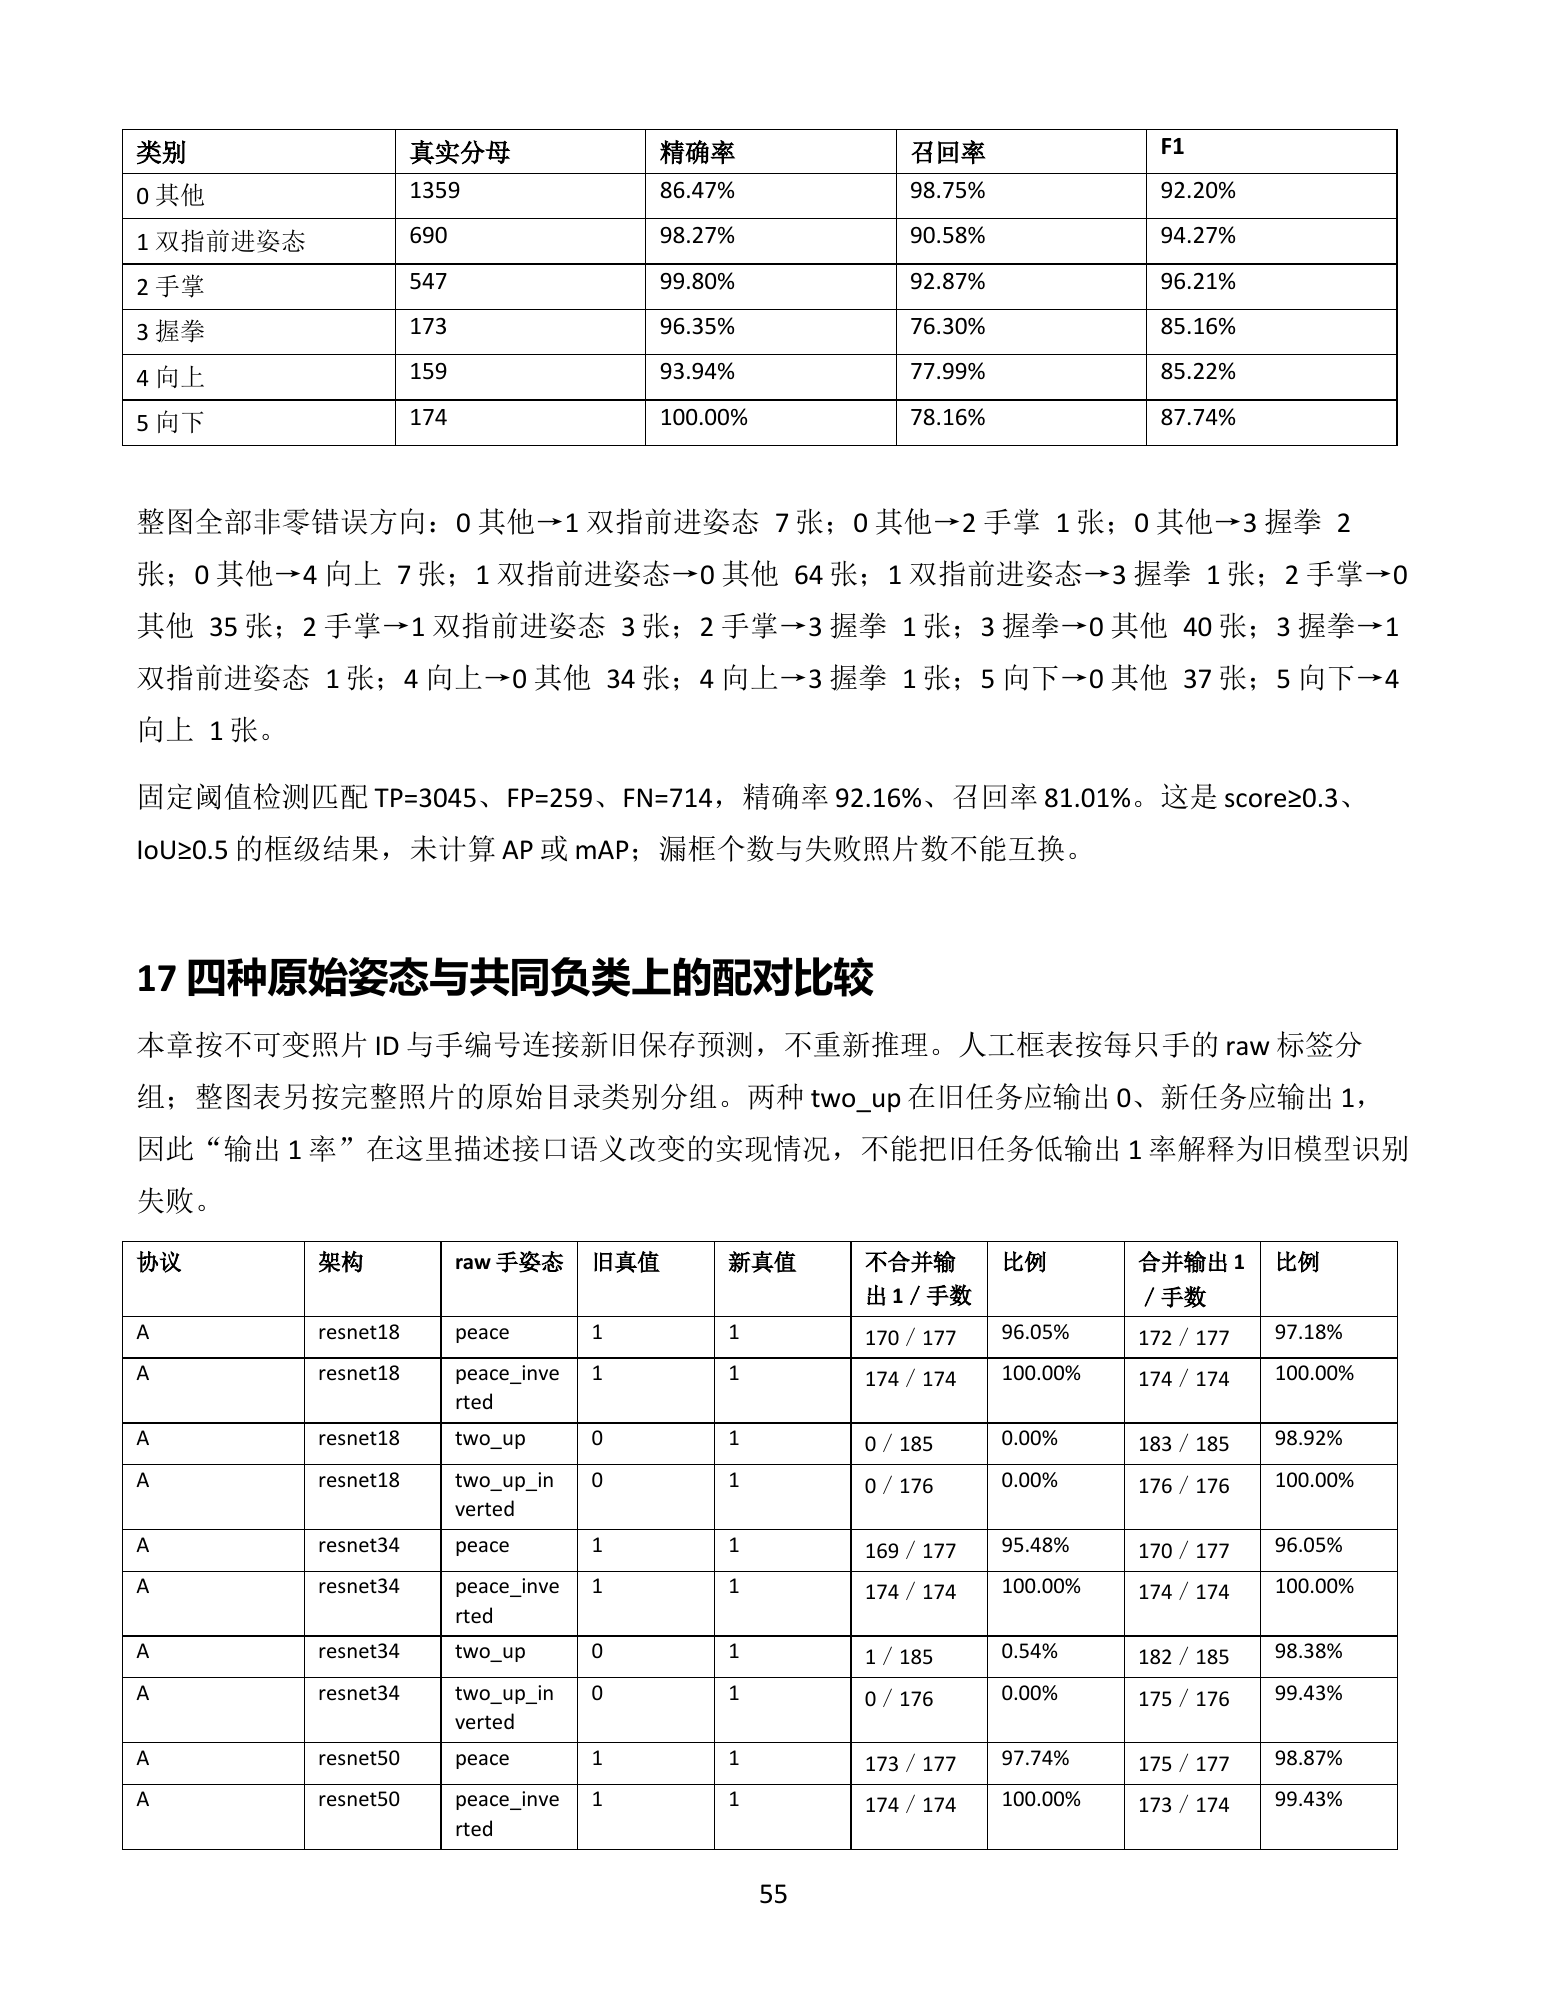 类别 真实分母 精确率 召回率 F1
0 其他 1359 86.47% 98.75% 92.20%
1 双指前进姿态 690 98.27% 90.58% 94.27%
2 手掌 547 99.80% 92.87% 96.21%
3 握拳 173 96.35% 76.30% 85.16%
4 向上 159 93.94% 77.99% 85.22%
5 向下 174 100.00% 78.16% 87.74%
整图全部非零错误方向：0 其他→1 双指前进姿态 7 张；0 其他→2 手掌 1 张；0 其他→3 握拳 2
张；0 其他→4 向上 7 张；1 双指前进姿态→0 其他 64 张；1 双指前进姿态→3 握拳 1 张；2 手掌→0
其他 35 张；2 手掌→1 双指前进姿态 3 张；2 手掌→3 握拳 1 张；3 握拳→0 其他 40 张；3 握拳→1
双指前进姿态 1 张；4 向上→0 其他 34 张；4 向上→3 握拳 1 张；5 向下→0 其他 37 张；5 向下→4
向上 1 张。
固定阈值检测匹配 TP=3045、FP=259、FN=714，精确率 92.16%、召回率 81.01%。这是 score≥0.3、
IoU≥0.5 的框级结果，未计算 AP 或 mAP；漏框个数与失败照片数不能互换。
17 四种原始姿态与共同负类上的配对比较
本章按不可变照片 ID 与手编号连接新旧保存预测，不重新推理。人工框表按每只手的 raw 标签分
组；整图表另按完整照片的原始目录类别分组。两种 two_up 在旧任务应输出 0、新任务应输出 1，
因此“输出 1 率”在这里描述接口语义改变的实现情况，不能把旧任务低输出 1 率解释为旧模型识别
失败。
协议 架构 raw 手姿态 旧真值 新真值 不合并输 比例 合并输出 1 比例
出 1／手数 ／手数
A resnet18 peace 1 1 170／177 96.05% 172／177 97.18%
A resnet18 peace_inve 1 1 174／174 100.00% 174／174 100.00%
rted
A resnet18 two_up 0 1 0／185 0.00% 183／185 98.92%
A resnet18 two_up_in 0 1 0／176 0.00% 176／176 100.00%
verted
A resnet34 peace 1 1 169／177 95.48% 170／177 96.05%
A resnet34 peace_inve 1 1 174／174 100.00% 174／174 100.00%
rted
A resnet34 two_up 0 1 1／185 0.54% 182／185 98.38%
A resnet34 two_up_in 0 1 0／176 0.00% 175／176 99.43%
verted
A resnet50 peace 1 1 173／177 97.74% 175／177 98.87%
A resnet50 peace_inve 1 1 174／174 100.00% 173／174 99.43%
rted
55